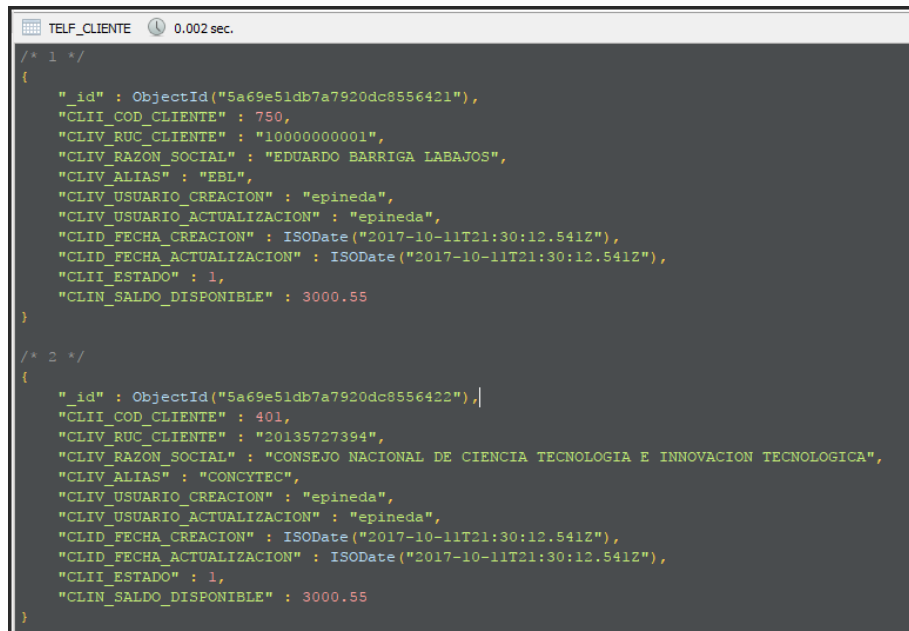 TELF_CLIENTE 0.002 sec.
/* 1 */
{
"_id" : ObjectId("5a69e51db7a7920dc8556421"),
"CLII_COD_CLIENTE" : 750,
"CLIV_RUC_CLIENTE" : "10000000001",
"CLIV_RAZON_SOCIAL" : "EDUARDO BARRIGA LABAJOS",
"CLIV_ALIAS" : "EBL",
"CLIV_USUARIO_CREACION" : "epineda",
"CLIV_USUARIO_ACTUALIZACION" : "epineda",
"CLID_FECHA_CREACION" : ISODate("2017-10-11T21:30:12.541Z"),
"CLID_FECHA_ACTUALIZACION" : ISODate("2017-10-11T21:30:12.541Z"),
"CLII_ESTADO" : 1,
"CLIN_SALDO_DISPONIBLE" : 3000.55
}
/* 2 */
{
"_id" : ObjectId("5a69e51db7a7920dc8556422"),
"CLII_COD_CLIENTE" : 401,
"CLIV_RUC_CLIENTE" : "20135727394",
"CLIV_RAZON_SOCIAL" : "CONSEJO NACIONAL DE CIENCIA TECNOLOGIA E INNOVACION TECNOLOGICA",
"CLIV_ALIAS" : "CONCYTEC",
"CLIV_USUARIO_CREACION" : "epineda",
"CLIV_USUARIO_ACTUALIZACION" : "epineda",
"CLID_FECHA_CREACION" : ISODate("2017-10-11T21:30:12.541Z"),
"CLID_FECHA_ACTUALIZACION" : ISODate("2017-10-11T21:30:12.541Z"),
"CLII_ESTADO" : 1,
"CLIN_SALDO_DISPONIBLE" : 3000.55
}